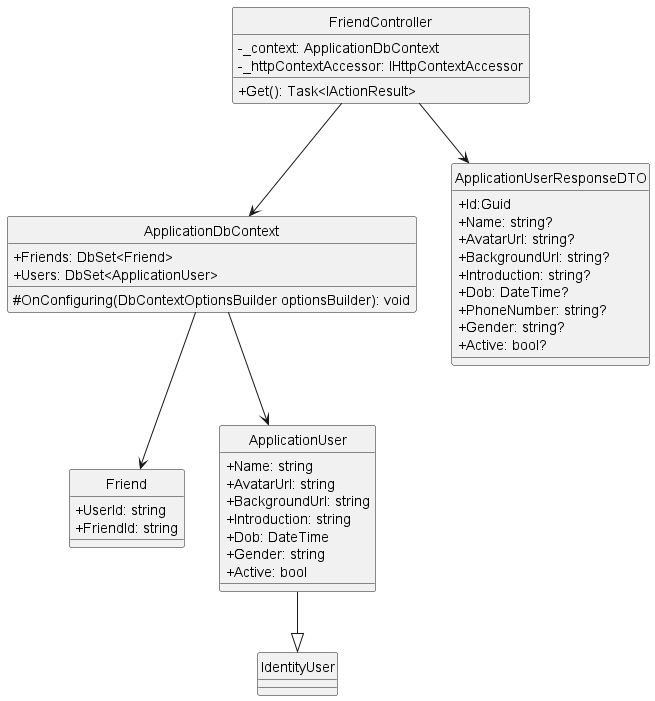 FriendController
-_context: ApplicationDbContext
-_httpContextAccessor: IHttpContextAccessor
+Get(): Task<IActionResult>
ApplicationUserResponseDTO
+Id:Guid
+Name: string?
+AvatarUrl: string?
+BackgroundUrl: string?
+Introduction: string?
+Dob: DateTime?
+PhoneNumber: string?
+Gender: string?
+Active: bool?
ApplicationDbContext
+Friends: DbSet<Friend>
+Users: DbSet<ApplicationUser>
#OnConfiguring(DbContextOptionsBuilder optionsBuilder): void
Friend
+UserId: string
+FriendId: string
ApplicationUser
+Name: string
+AvatarUrl: string
+BackgroundUrl: string
+Introduction: string
+Dob: DateTime
+Gender: string
+Active: bool
IdentityUser